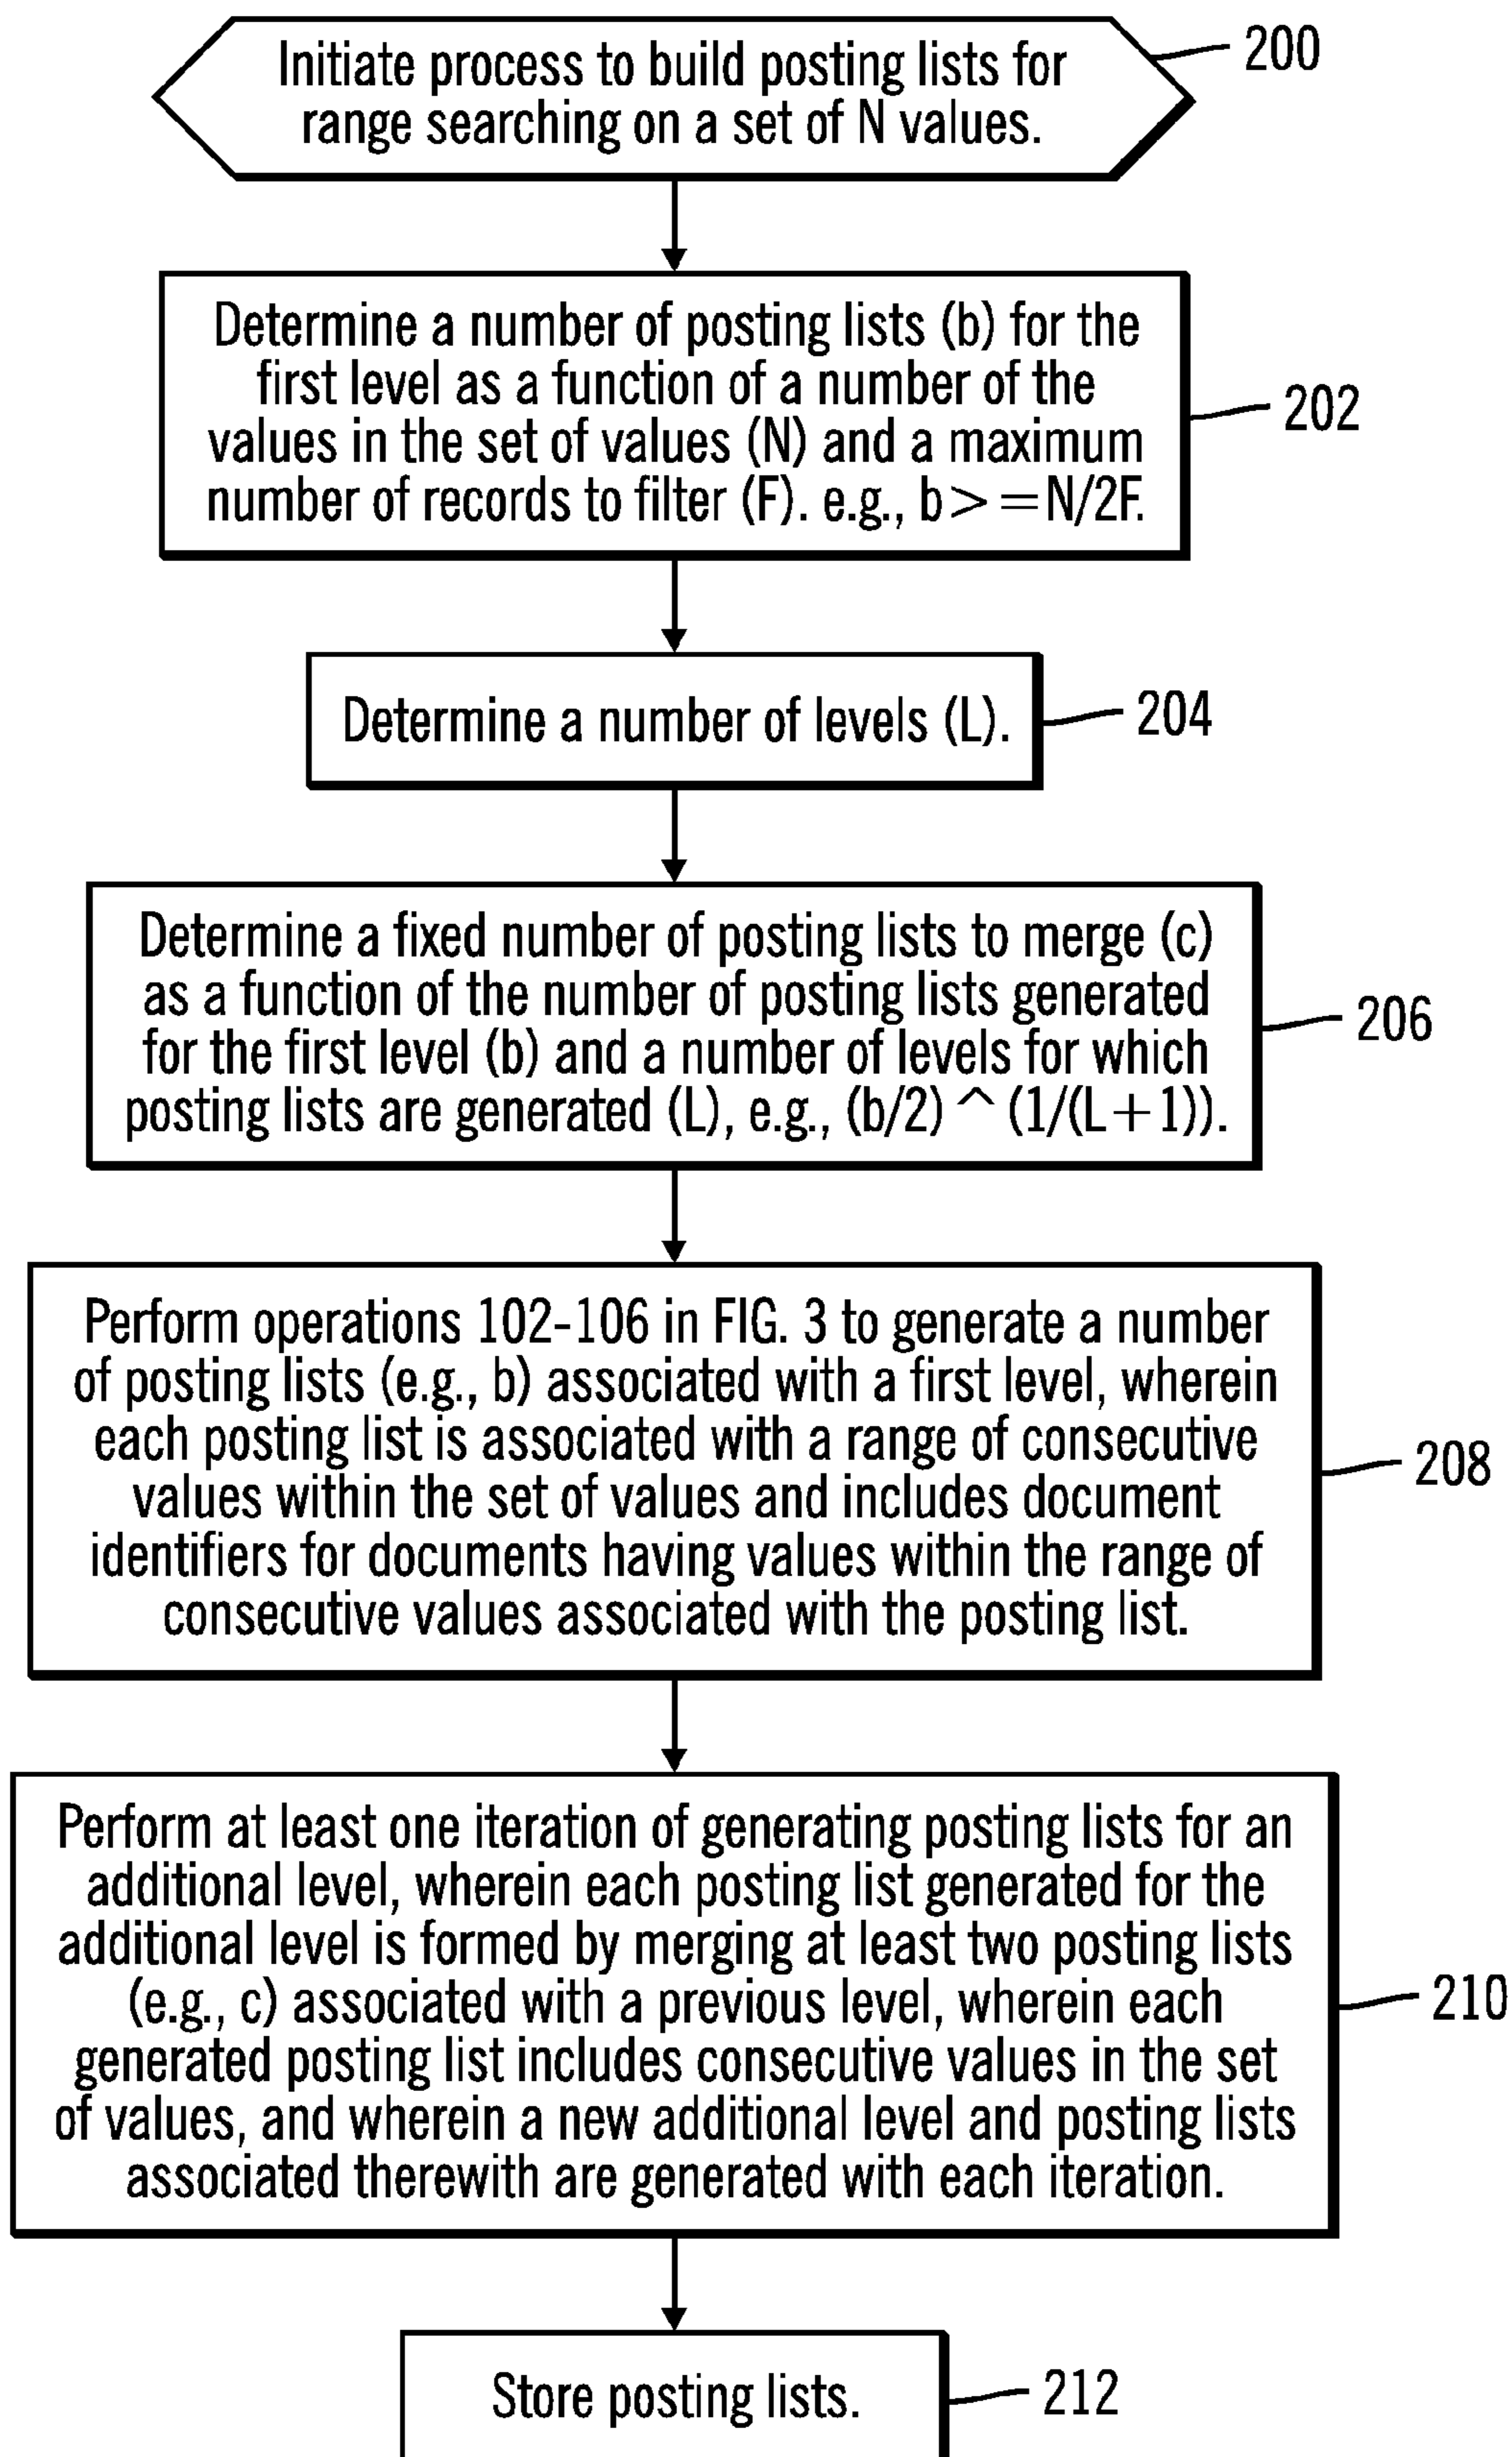 Initiate process to build posting lists for
range searching on a set of N values.
200
Determine a number of posting lists (b) for the
first level as a function of a number of the
values in the set of values (N) and a maximum
number of records to filter (F). e.g., b>=N/2F.
202
Determine a number of levels (L).
204
Determine a fixed number of posting lists to merge (c)
as a function of the number of posting lists generated
for the first level (b) and a number of levels for which
posting lists are generated (L), e.g., (b/2)^(1/(L+1)).
206
Perform operations 102-106 in FIG. 3 to generate a number
of posting lists (e.g., b) associated with a first level, wherein
each posting list is associated with a range of consecutive
values within the set of values and includes document
identifiers for documents having values within the range of
consecutive values associated with the posting list.
208
Perform at least one iteration of generating posting lists for an
additional level, wherein each posting list generated for the
additional level is formed by merging at least two posting lists
(e.g., c) associated with a previous level, wherein each
generated posting list includes consecutive values in the set
of values, and wherein a new additional level and posting lists
associated therewith are generated with each iteration.
210
Store posting lists.
212